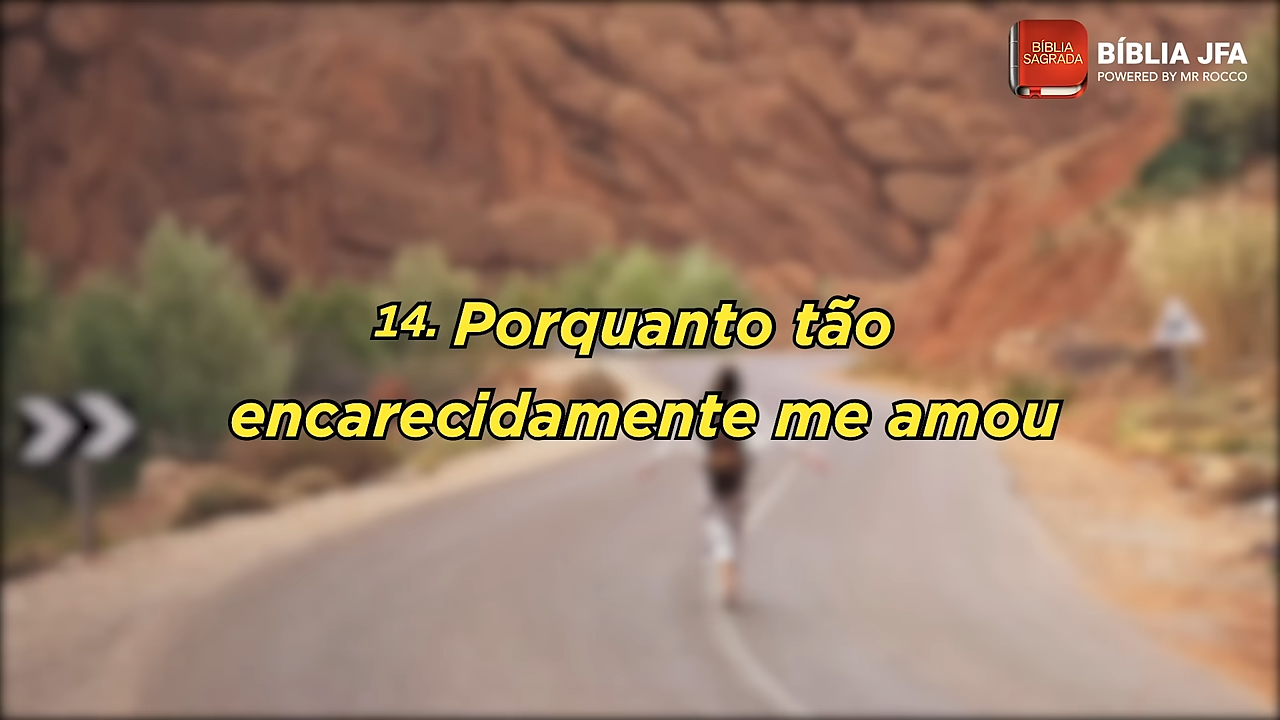 BÍBLIA
SAGRADA
BÍBLIA JFA
POWERED BY MR ROCCO
14. Porquanto tão
encarecidamente me amou